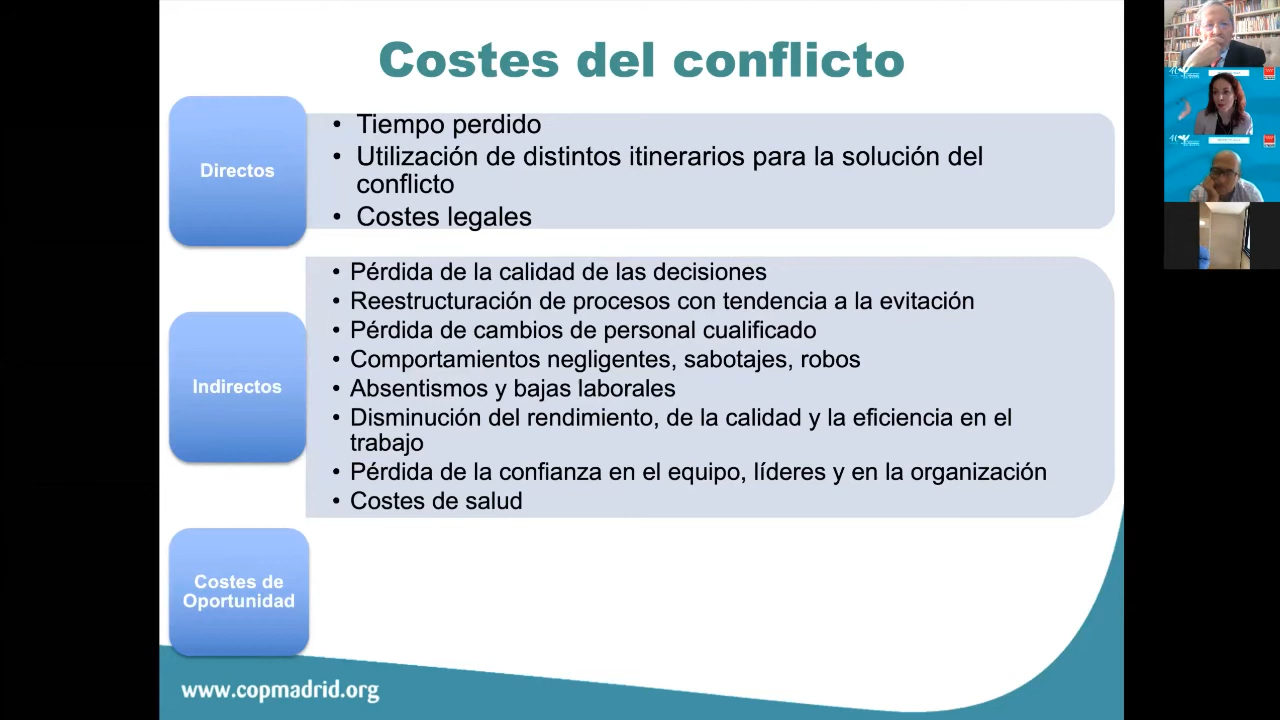 Costes del conflicto
Directos
• Tiempo perdido
• Utilización de distintos itinerarios para la solución del
conflicto
• Costes legales
Indirectos
• Pérdida de la calidad de las decisiones
• Reestructuración de procesos con tendencia a la evitación
• Pérdida de cambios de personal cualificado
• Comportamientos negligentes, sabotajes, robos
• Absentismos y bajas laborales
• Disminución del rendimiento, de la calidad y la eficiencia en el
trabajo
• Pérdida de la confianza en el equipo, líderes y en la organización
• Costes de salud
Costes de
Oportunidad
www.copmadrid.org